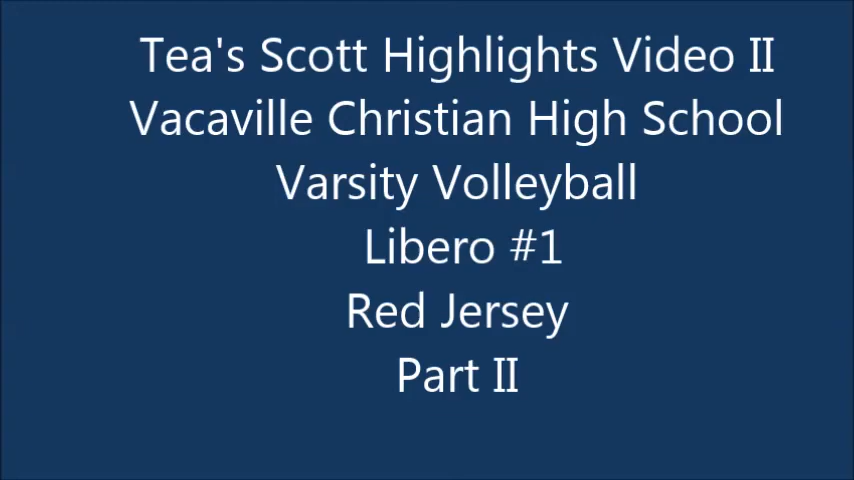 Tea's Scott Highlights Video II
Vacaville Christian High School
Varsity Volleyball
Libero #1
Red Jersey
Part II